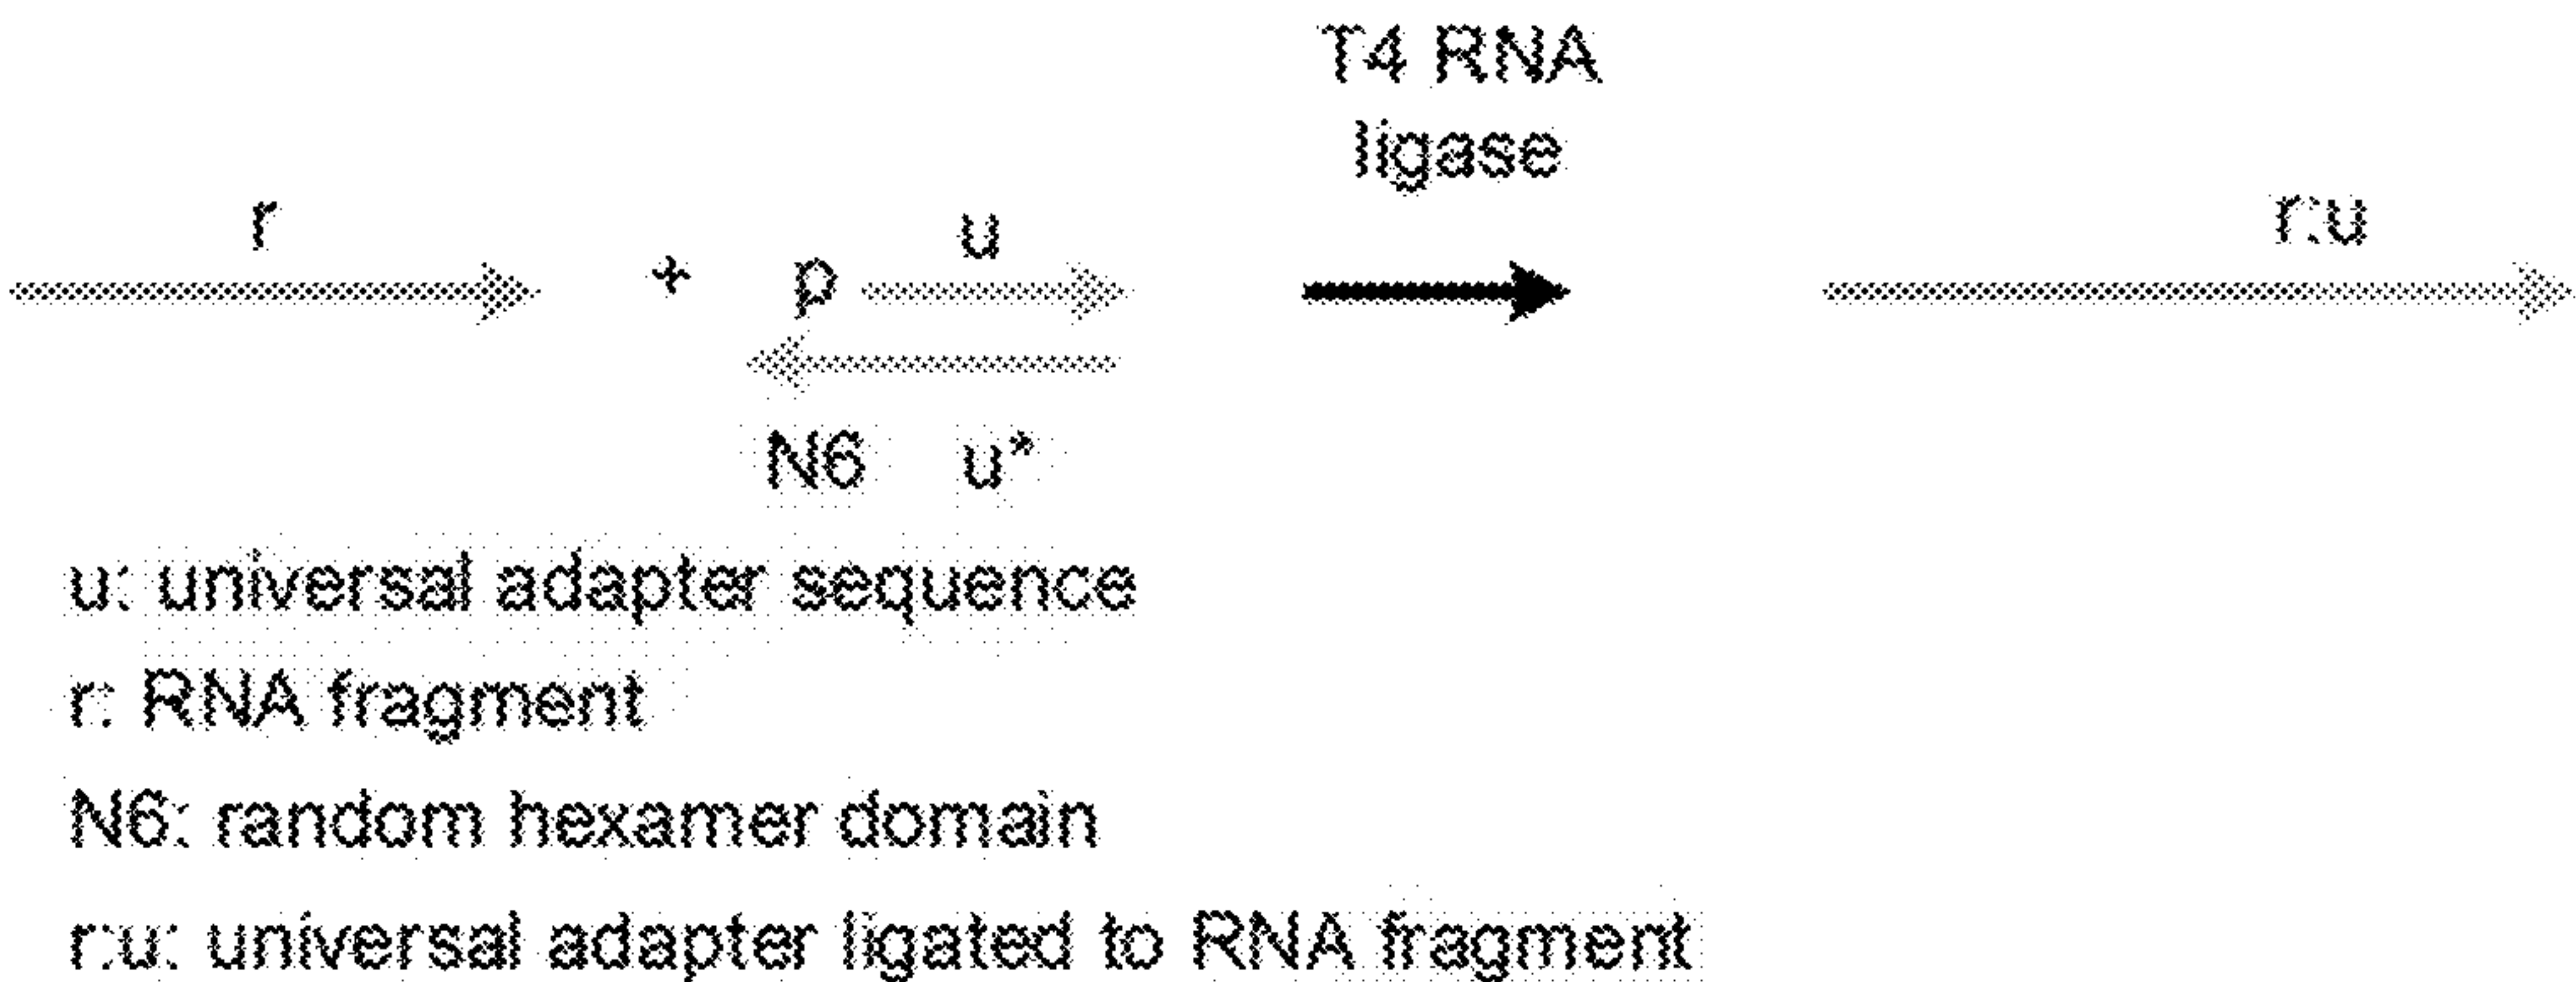 T4 RNA
ligase
r
+ p u
r:u
N6 u*
u: universal adapter sequence
r: RNA fragment
N6: random hexamer domain
r:u: universal adapter ligated to RNA fragment